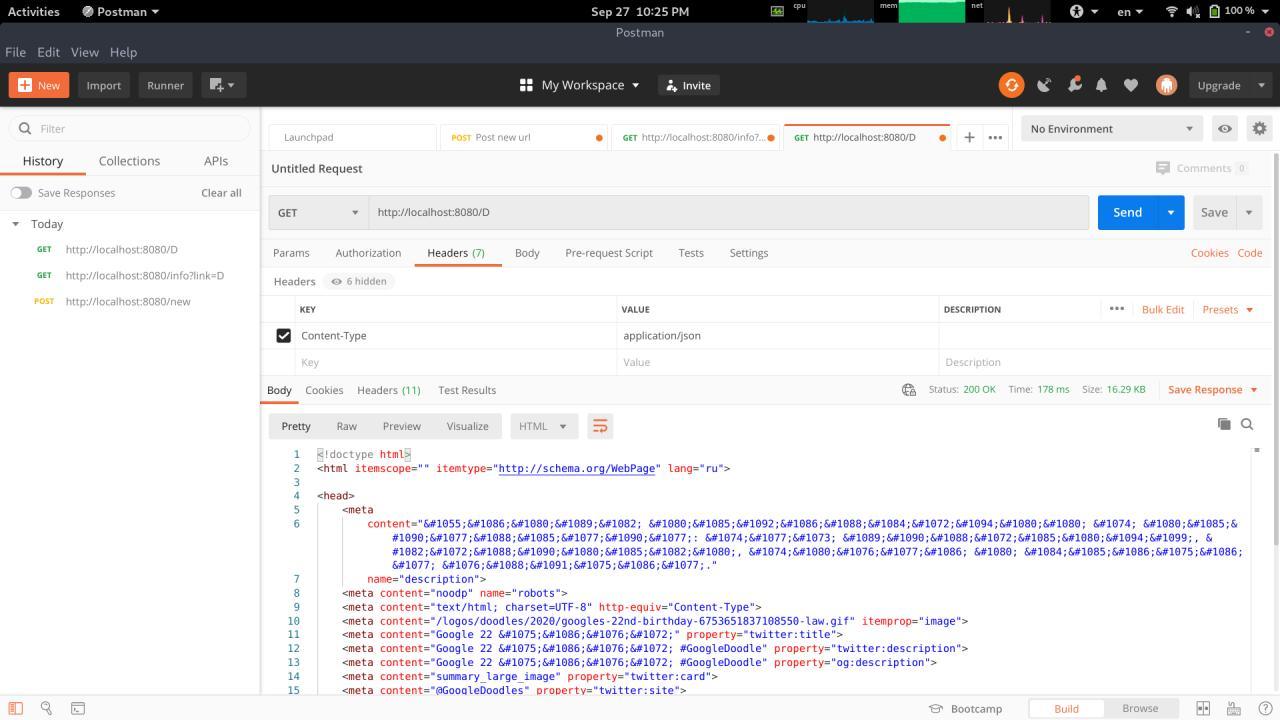 Activities Postman Sep 27 10:25 PM cpu mem net en 100 %
Postman
File Edit View Help
New Import Runner My Workspace Invite Upgrade
Filter
History Collections APIs
Save Responses Clear all
Today
GET http://localhost:8080/D
GET http://localhost:8080/info?link=D
POST http://localhost:8080/new
Launchpad POST Post new url GET http://localhost:8080/info?... GET http://localhost:8080/D + ••• No Environment
Untitled Request Comments 0
GET http://localhost:8080/D Send Save
Params Authorization Headers (7) Body Pre-request Script Tests Settings Cookies Code
Headers 6 hidden
KEY VALUE DESCRIPTION ••• Bulk Edit Presets
Content-Type application/json
Key Value Description
Body Cookies Headers (11) Test Results Status: 200 OK Time: 178 ms Size: 16.29 KB Save Response
Pretty Raw Preview Visualize HTML
1 <!doctype html>
2 <html itemscope="" itemtype="http://schema.org/WebPage" lang="ru">
3
4 <head>
5 <meta
6 content="&#1055;&#1086;&#1080;&#1089;&#1082; &#1080;&#1085;&#1092;&#1086;&#1088;&#1084;&#1072;&#1094;&#1080;&#1080; &#1074; &#1080;&#1085;&
#1090;&#1077;&#1088;&#1085;&#1077;&#1090;&#1077;: &#1074;&#1077;&#1073; &#1089;&#1090;&#1088;&#1072;&#1085;&#1080;&#1094;&#1099;, &
#1082;&#1072;&#1088;&#1090;&#1080;&#1085;&#1082;&#1080;, &#1074;&#1080;&#1076;&#1077;&#1086; &#1080; &#1084;&#1085;&#1086;&#1075;&#1086;&
#1077; &#1076;&#1088;&#1091;&#1075;&#1086;&#1077;."
7 name="description">
8 <meta content="noodp" name="robots">
9 <meta content="text/html; charset=UTF-8" http-equiv="Content-Type">
10 <meta content="/logos/doodles/2020/googles-22nd-birthday-6753651837108550-law.gif" itemprop="image">
11 <meta content="Google 22 &#1075;&#1086;&#1076;&#1072;" property="twitter:title">
12 <meta content="Google 22 &#1075;&#1086;&#1076;&#1072; #GoogleDoodle" property="twitter:description">
13 <meta content="Google 22 &#1075;&#1086;&#1076;&#1072; #GoogleDoodle" property="og:description">
14 <meta content="summary_large_image" property="twitter:card">
15 <meta content="@GoogleDoodles" property="twitter:site">
Bootcamp Build Browse